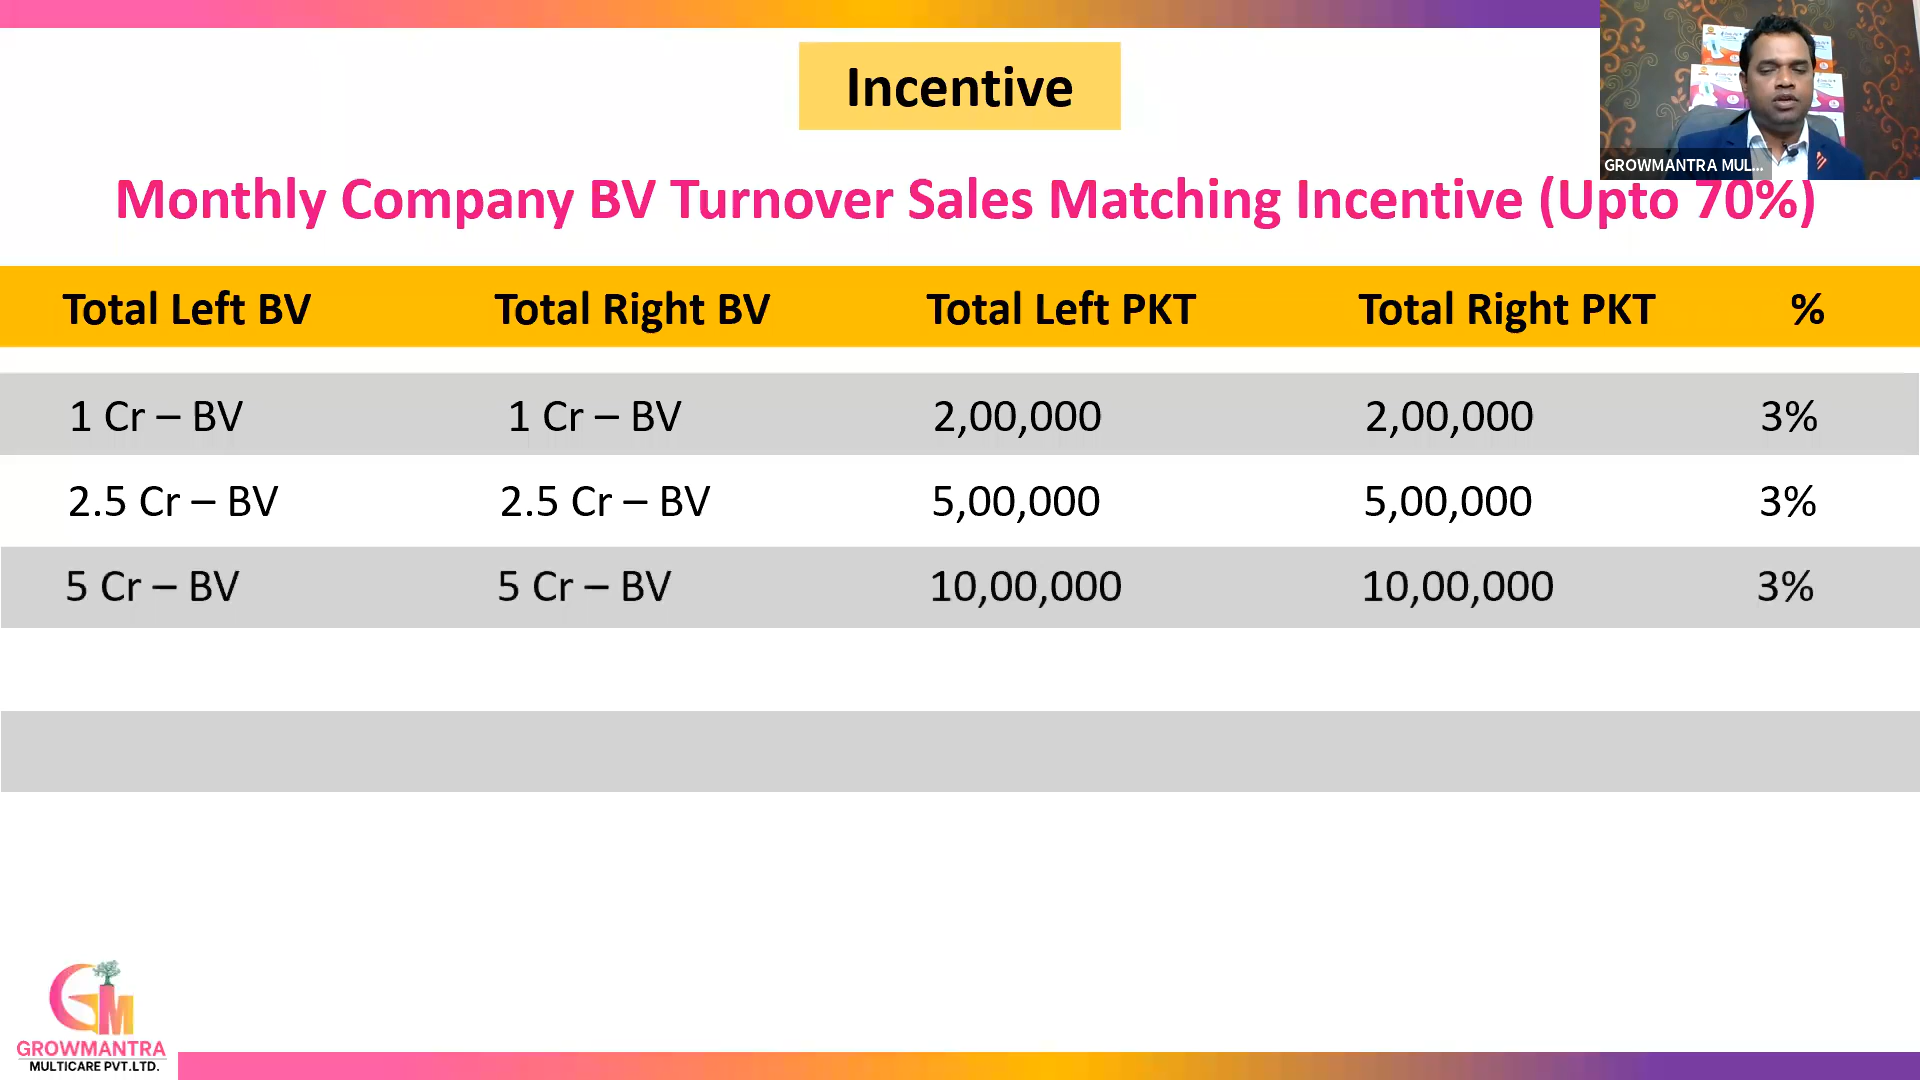 Incentive
GROWMANTRA MUL...
Monthly Company BV Turnover Sales Matching Incentive (Upto 70%)
Total Left BV Total Right BV Total Left PKT Total Right PKT %
1 Cr – BV 1 Cr – BV 2,00,000 2,00,000 3%
2.5 Cr – BV 2.5 Cr – BV 5,00,000 5,00,000 3%
5 Cr – BV 5 Cr – BV 10,00,000 10,00,000 3%
GM
GROWMANTRA
MULTICARE PVT.LTD.